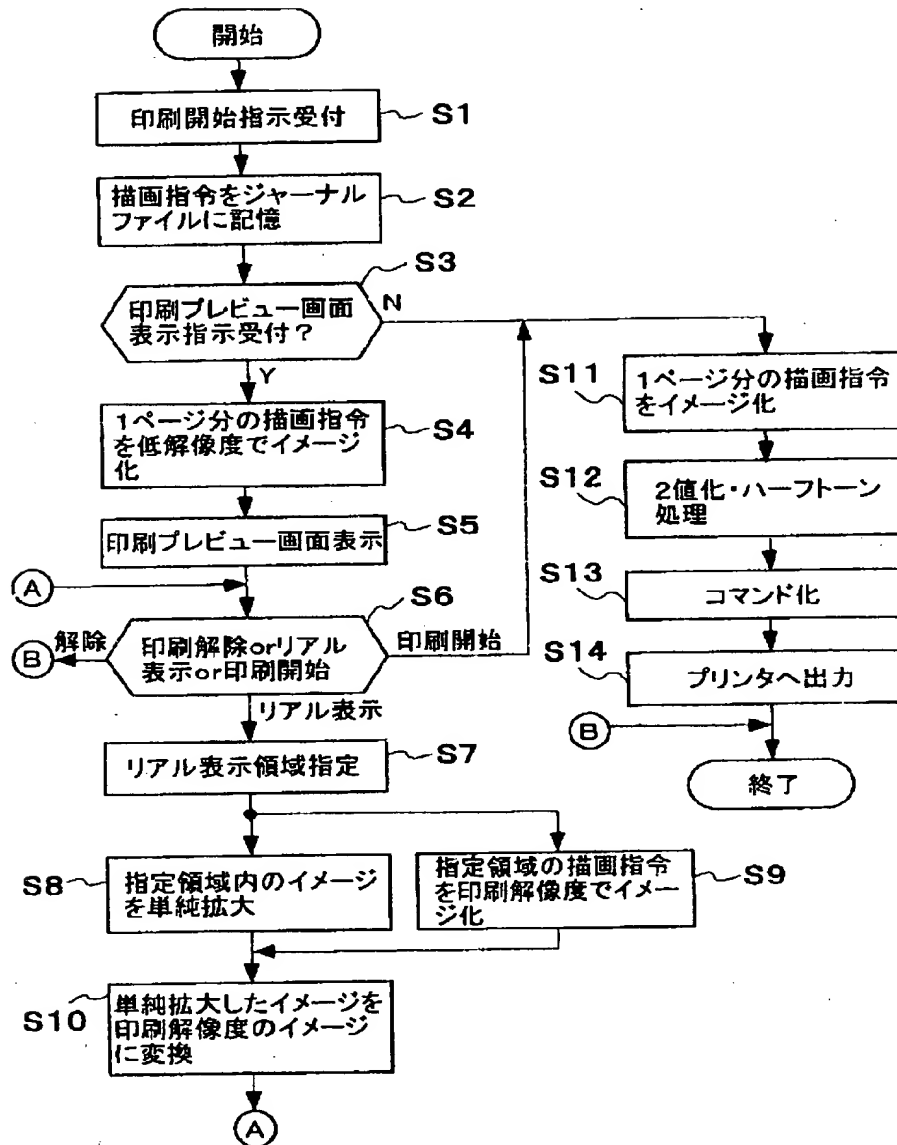 開始
印刷開始指示受付
S1
描画指令をジャーナル
ファイルに記憶
S2
S3
印刷プレビュー画面
表示指示受付？
N
Y
1ページ分の描画指令
を低解像度でイメージ
化
S4
印刷プレビュー画面表示
S5
A
S6
印刷解除orリアル
表示or印刷開始
解除
B
印刷開始
リアル表示
リアル表示領域指定
S7
S8
指定領域内のイメージ
を単純拡大
指定領域の描画指令
を印刷解像度でイメー
ジ化
S9
S10
単純拡大したイメージを
印刷解像度のイメージ
に変換
A
S11
1ページ分の描画指令
をイメージ化
S12
2値化・ハーフトーン
処理
S13
コマンド化
S14
プリンタへ出力
B
終了